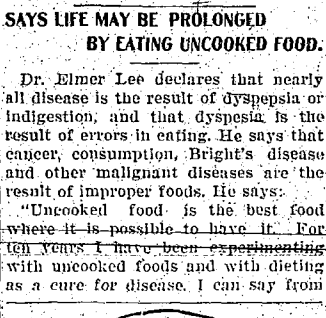 SAYS LIFE MAY BE PROLONGED
BY EATING UNCOOKED FOOD.
Dr. Elmer Lee declares that nearly
all disease is the result of dyspepsia or
indigestion, and that dyspesia is the
result of errors in eating. He says that
cancer, consumption, Bright's disease
and other malignant diseases are the
result of improper foods. He says:
"Uncooked food is the best food
where it is possible to have it. For
ten years I have been experimenting
with uncooked foods and with dieting
as a cure for disease. I can say from